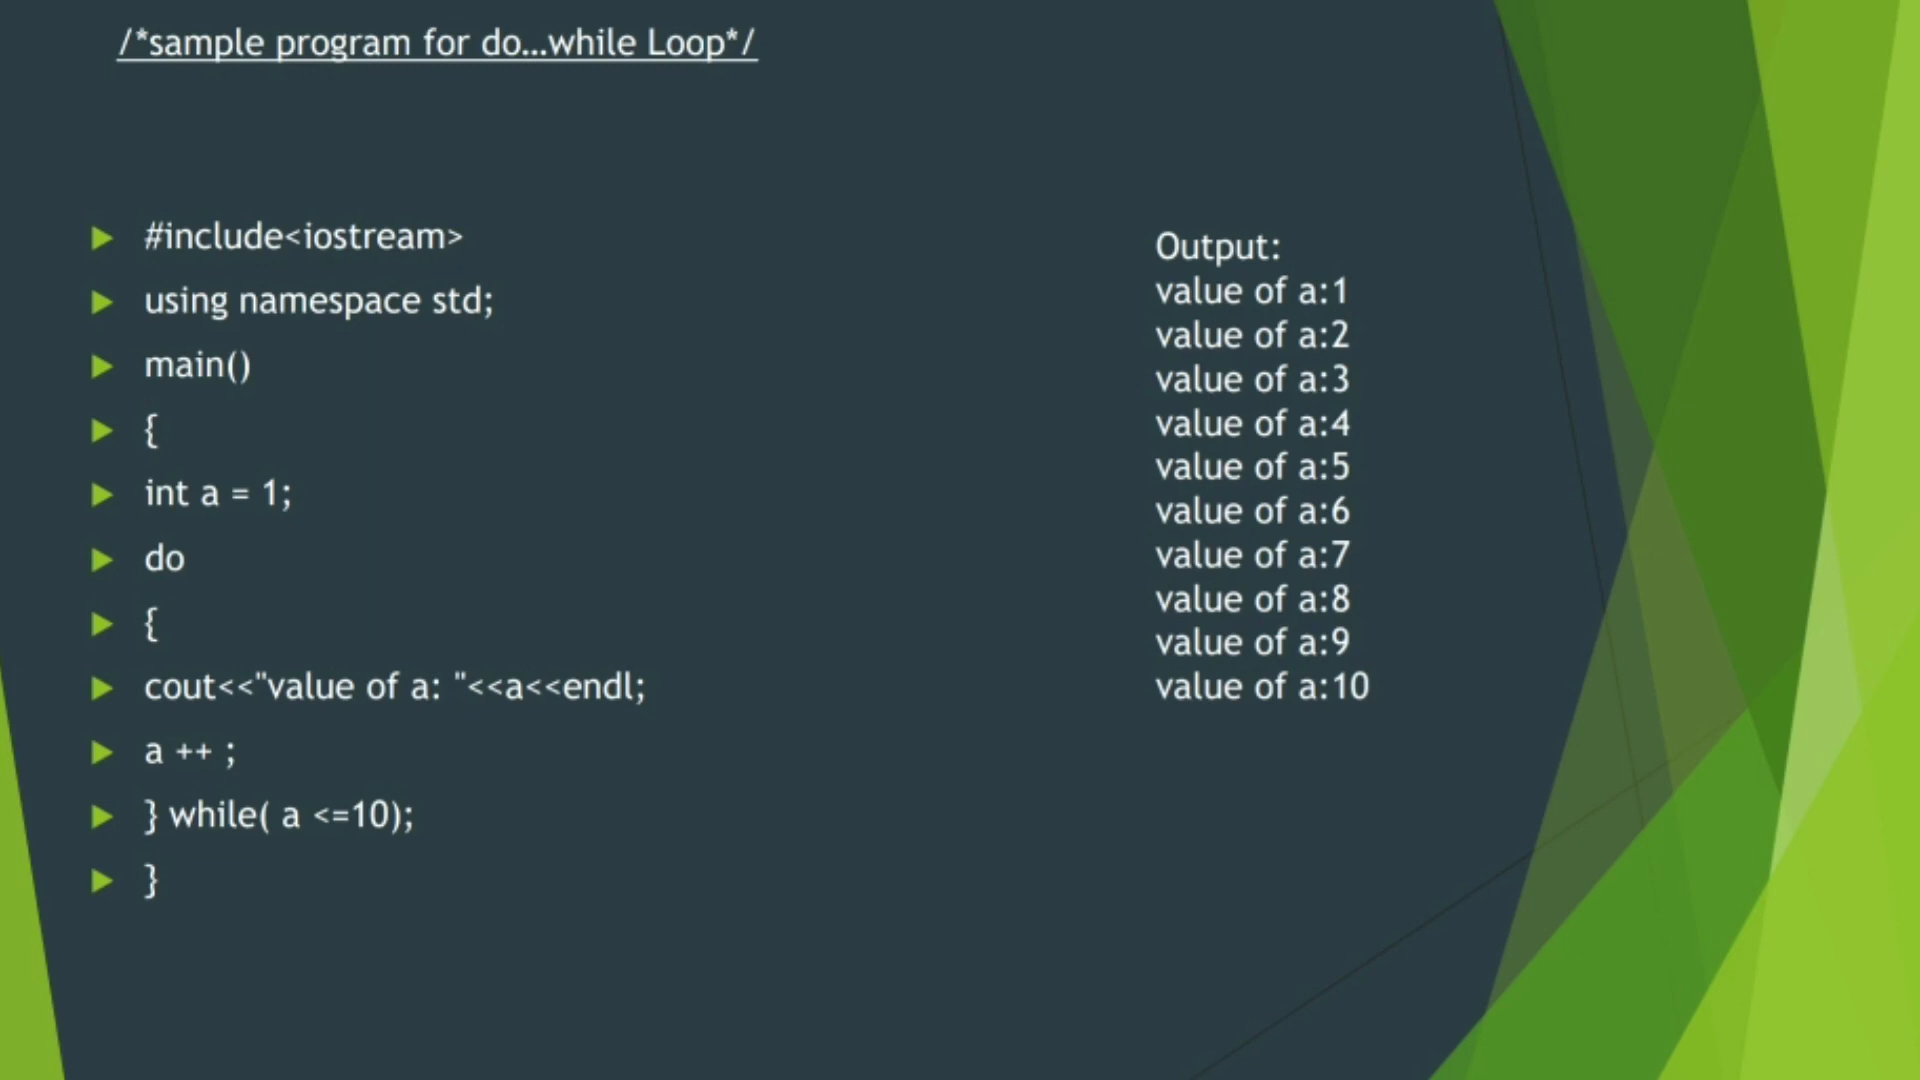 /*sample program for do...while Loop*/
#include<iostream>
using namespace std;
main()
{
int a = 1;
do
{
cout<<"value of a: "<<a<<endl;
a ++ ;
} while( a <=10);
}
Output:
value of a:1
value of a:2
value of a:3
value of a:4
value of a:5
value of a:6
value of a:7
value of a:8
value of a:9
value of a:10